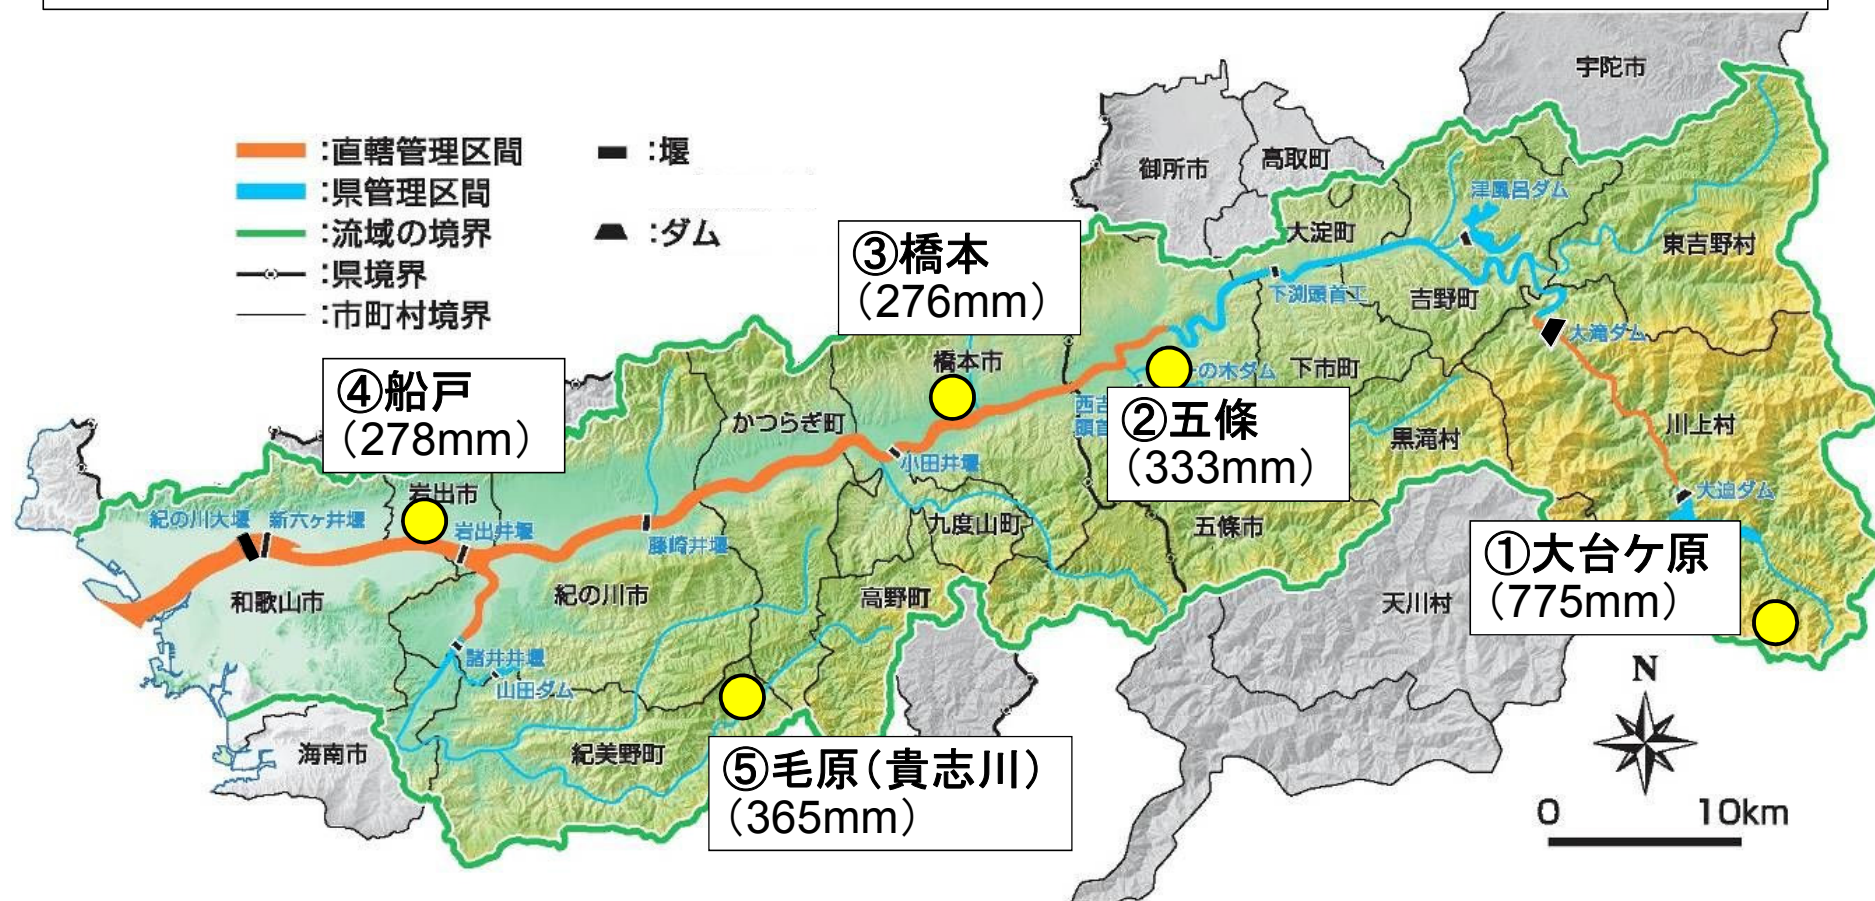 宇陀市
:直轄管理区間
:堰
:県管理区間
:流域の境界
:ダム
:県境界
:市町村境界
御所市
高取町
大淀町
津風呂ダム
東吉野村
③橋本
（276mm）
下渕頭首工
吉野町
大滝ダム
橋本市
一の木ダム
下市町
④船戸
（278mm）
かつらぎ町
②五條
（333mm）
黒滝村
川上村
小田井堰
岩出市
大迫ダム
紀の川大堰
新六ヶ井堰
岩出井堰
藤崎井堰
九度山町
五條市
①大台ケ原
（775mm）
和歌山市
紀の川市
高野町
天川村
諸井井堰
山田ダム
N
海南市
紀美野町
⑤毛原（貴志川）
（365mm）
0 10km